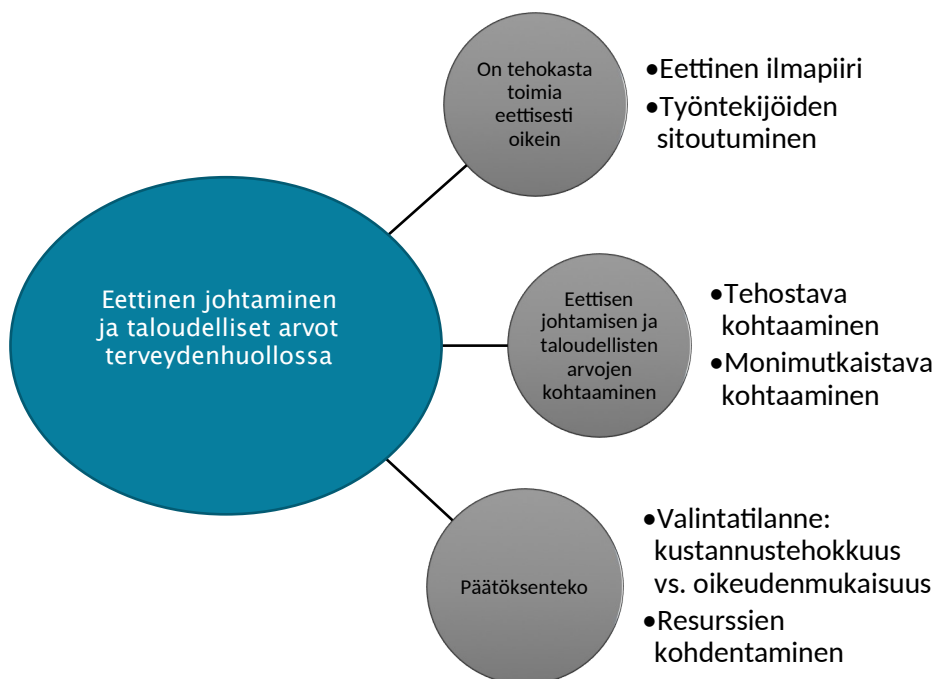 Eettinen johtaminen
ja taloudelliset arvot
terveydenhuollossa
On tehokasta
toimia
eettisesti
oikein
•Eettinen ilmapiiri
•Työntekijöiden
sitoutuminen
Eettisen
johtamisen ja
taloudellisten
arvojen
kohtaaminen
•Tehostava
kohtaaminen
•Monimutkaistava
kohtaaminen
Päätöksenteko
•Valintatilanne:
kustannustehokkuus
vs. oikeudenmukaisuus
•Resurssien
kohdentaminen